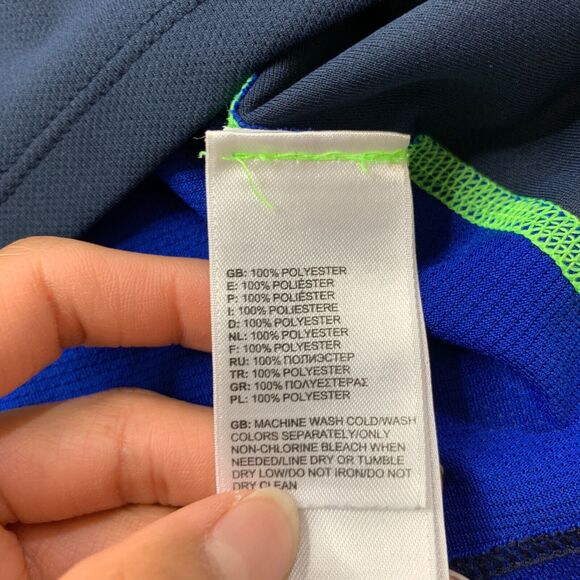 GB: 100% POLYESTER
E: 100% POLIÉSTER
P: 100% POLIÉSTER
I: 100% POLIESTERE
D: 100% POLYESTER
NL: 100% POLYESTER
F: 100% POLYESTER
RU: 100% ПОЛИЭСТЕР
TR: 100% POLYESTER
GR: 100% ΠΟΛΥΕΣΤΕΡΑΣ
PL: 100% POLYESTER
GB: MACHINE WASH COLD/WASH
COLORS SEPARATELY/ONLY
NON-CHLORINE BLEACH WHEN
NEEDED/LINE DRY OR TUMBLE
DRY LOW/DO NOT IRON/DO NOT
DRY CLEAN